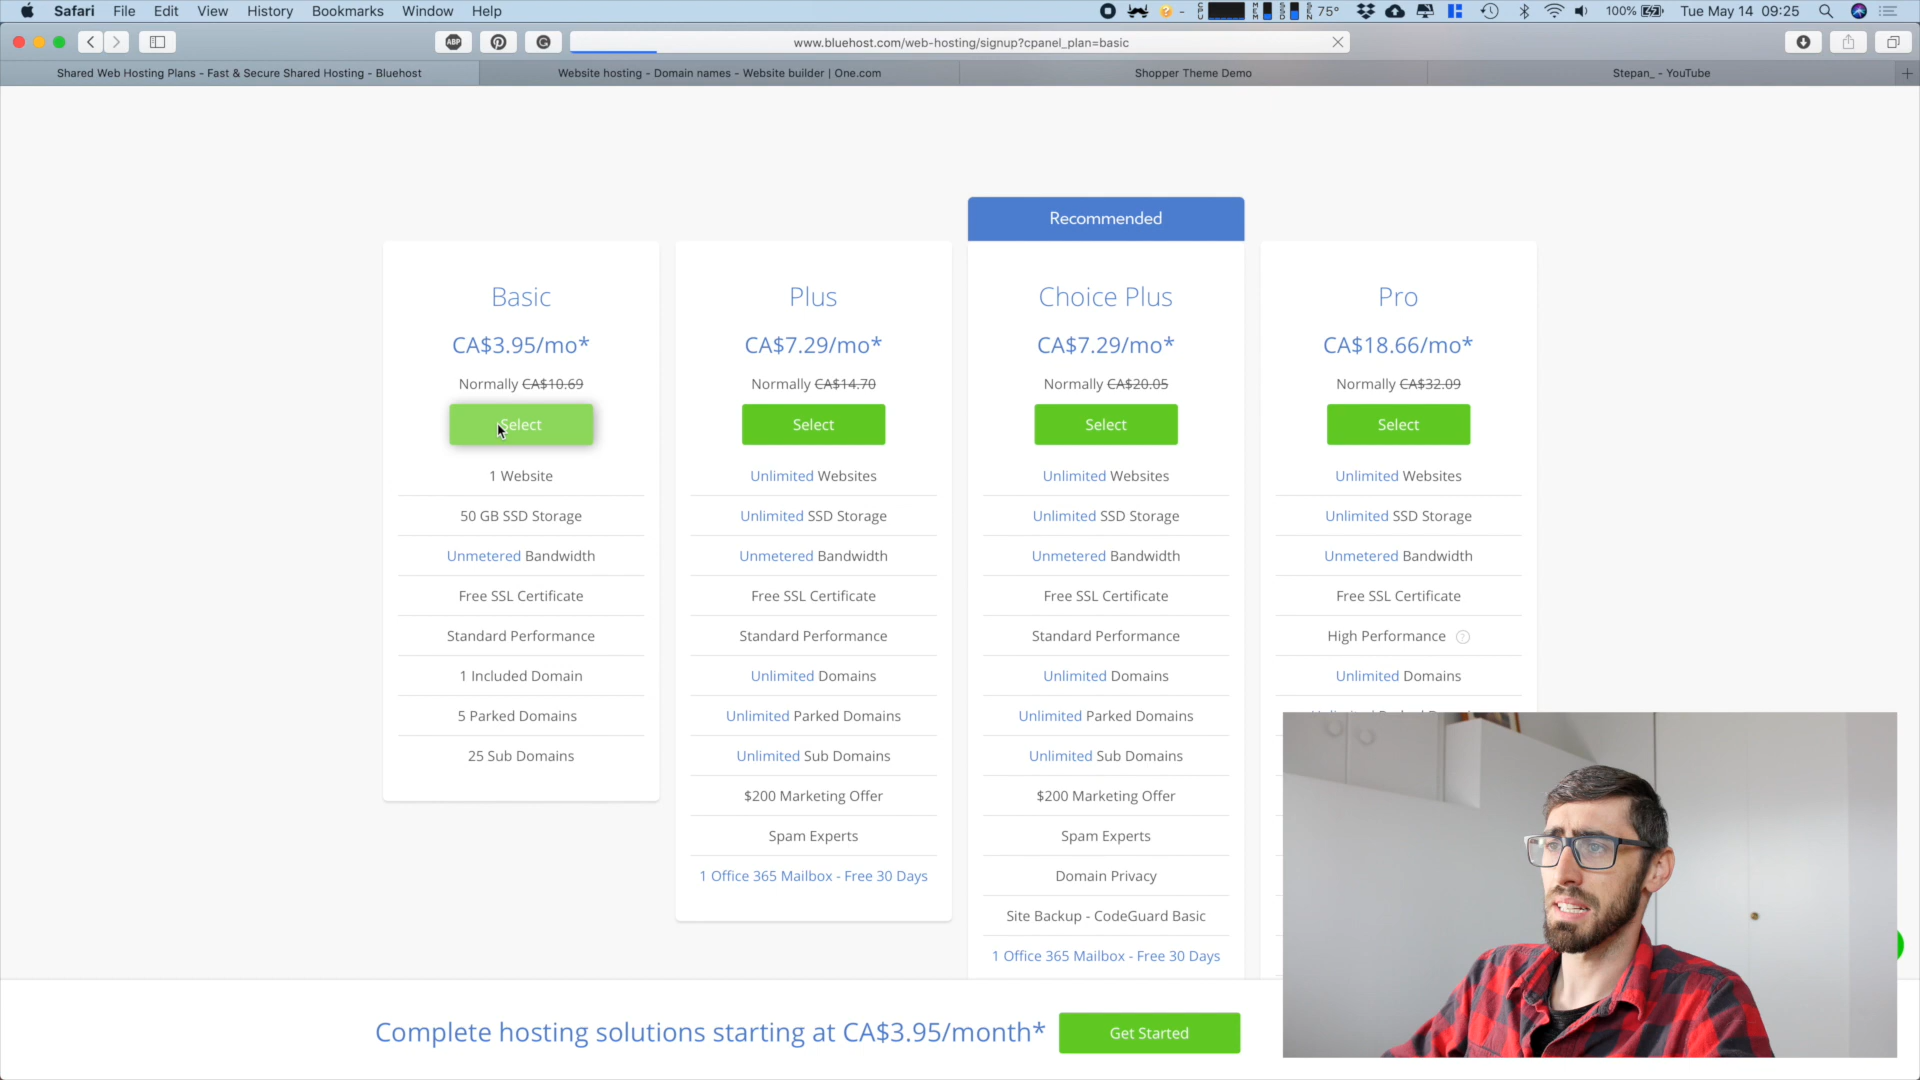 Safari File Edit View History Bookmarks Window Help 75° 100% Tue May 14 09:25
ABP www.bluehost.com/web-hosting/signup?cpanel_plan=basic
Shared Web Hosting Plans - Fast & Secure Shared Hosting - Bluehost Website hosting - Domain names - Website builder | One.com Shopper Theme Demo Stepan_ - YouTube
Recommended
Basic
CA$3.95/mo*
Normally CA$10.69
Select
1 Website
50 GB SSD Storage
Unmetered Bandwidth
Free SSL Certificate
Standard Performance
1 Included Domain
5 Parked Domains
25 Sub Domains
Plus
CA$7.29/mo*
Normally CA$14.70
Select
Unlimited Websites
Unlimited SSD Storage
Unmetered Bandwidth
Free SSL Certificate
Standard Performance
Unlimited Domains
Unlimited Parked Domains
Unlimited Sub Domains
$200 Marketing Offer
Spam Experts
1 Office 365 Mailbox - Free 30 Days
Choice Plus
CA$7.29/mo*
Normally CA$20.05
Select
Unlimited Websites
Unlimited SSD Storage
Unmetered Bandwidth
Free SSL Certificate
Standard Performance
Unlimited Domains
Unlimited Parked Domains
Unlimited Sub Domains
$200 Marketing Offer
Spam Experts
Domain Privacy
Site Backup - CodeGuard Basic
1 Office 365 Mailbox - Free 30 Days
Pro
CA$18.66/mo*
Normally CA$32.09
Select
Unlimited Websites
Unlimited SSD Storage
Unmetered Bandwidth
Free SSL Certificate
High Performance ?
Unlimited Domains
Complete hosting solutions starting at CA$3.95/month* Get Started